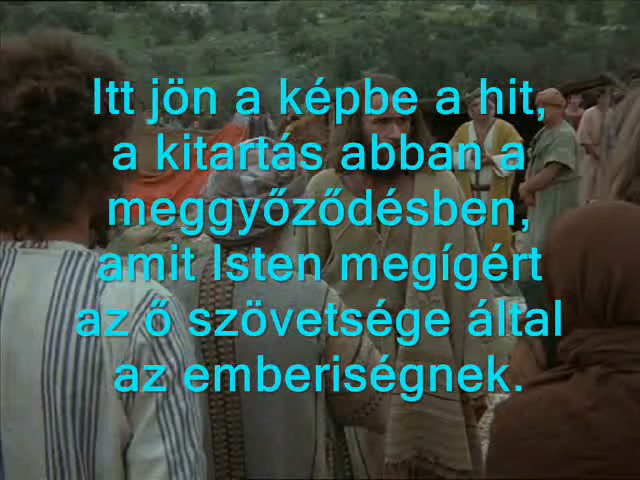 Itt jön a képbe a hit,
a kitartás abban a
meggyőződésben,
amit Isten megígért
az ő szövetsége által
az emberiségnek.